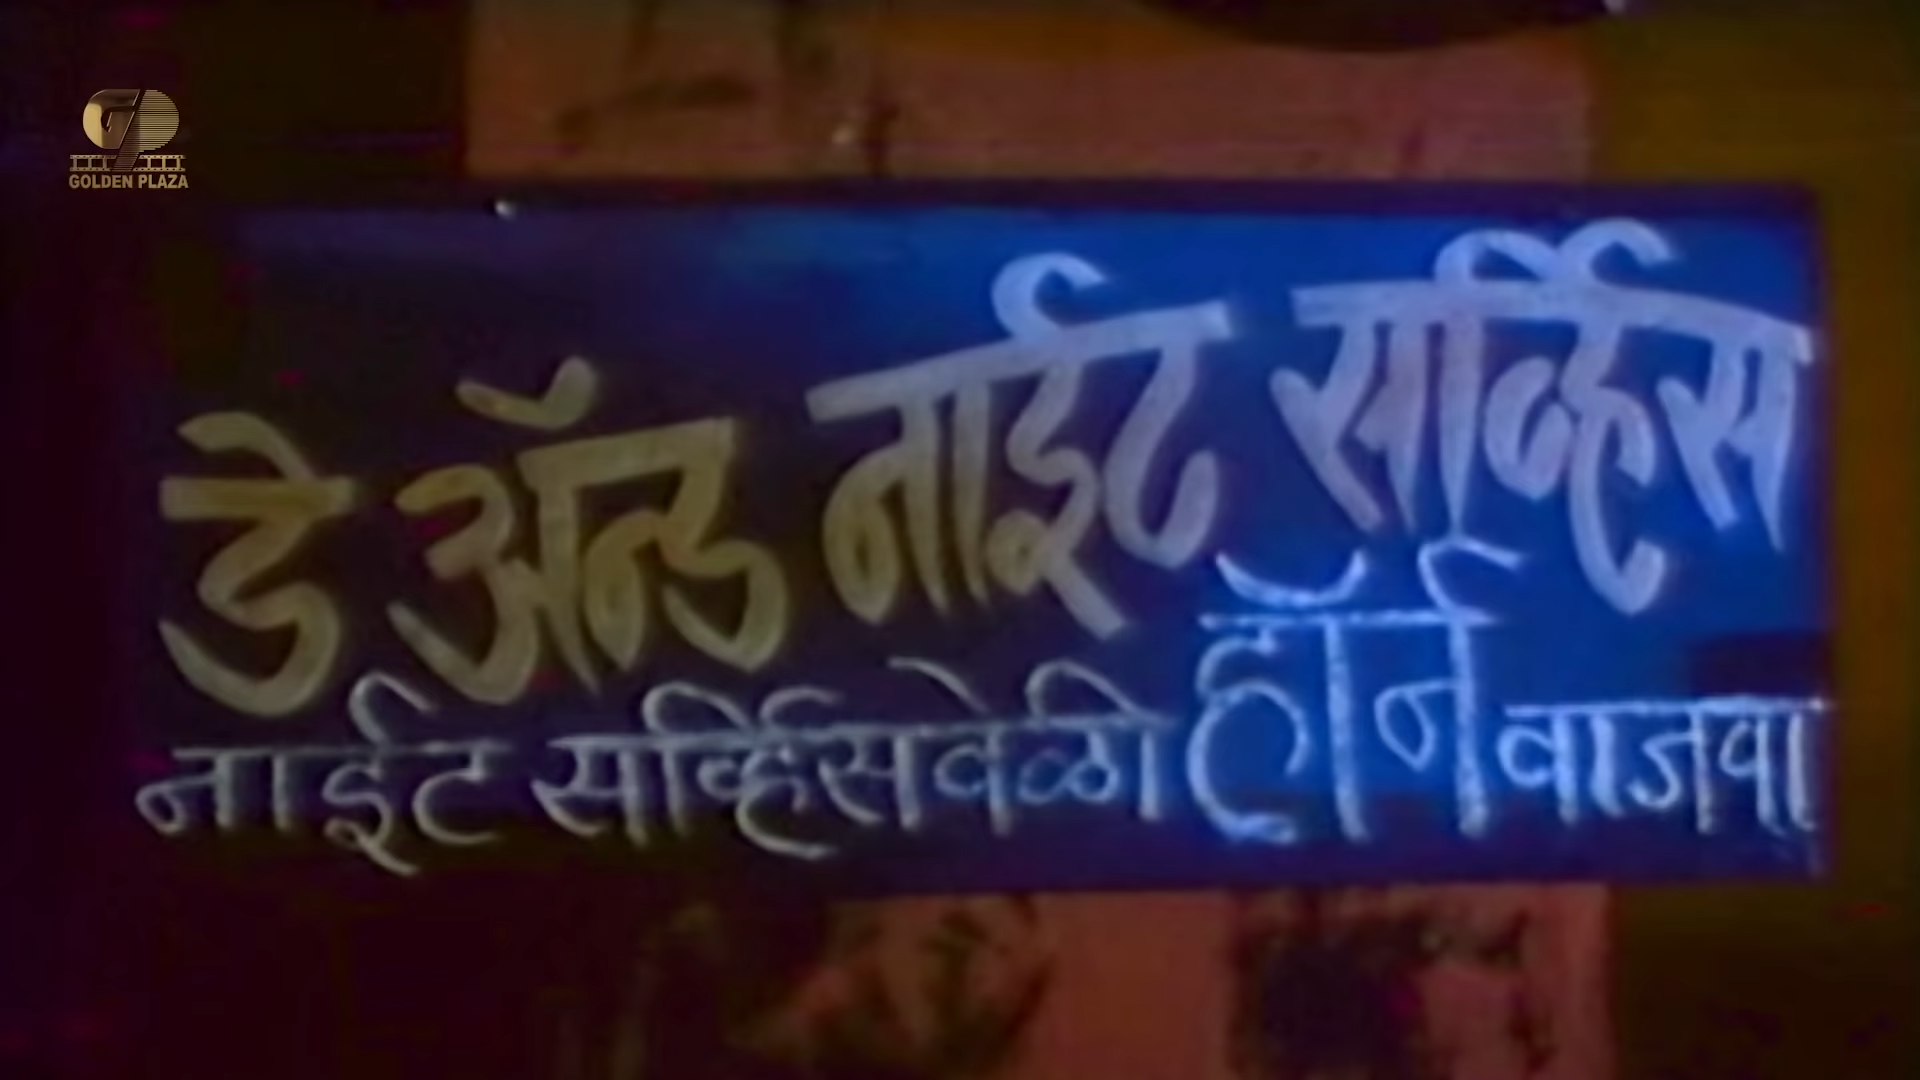 GOLDEN PLAZA
डे अँन्ड नाईट सर्व्हिस
नाईट सर्व्हिसवेळी हॉर्न वाजवा